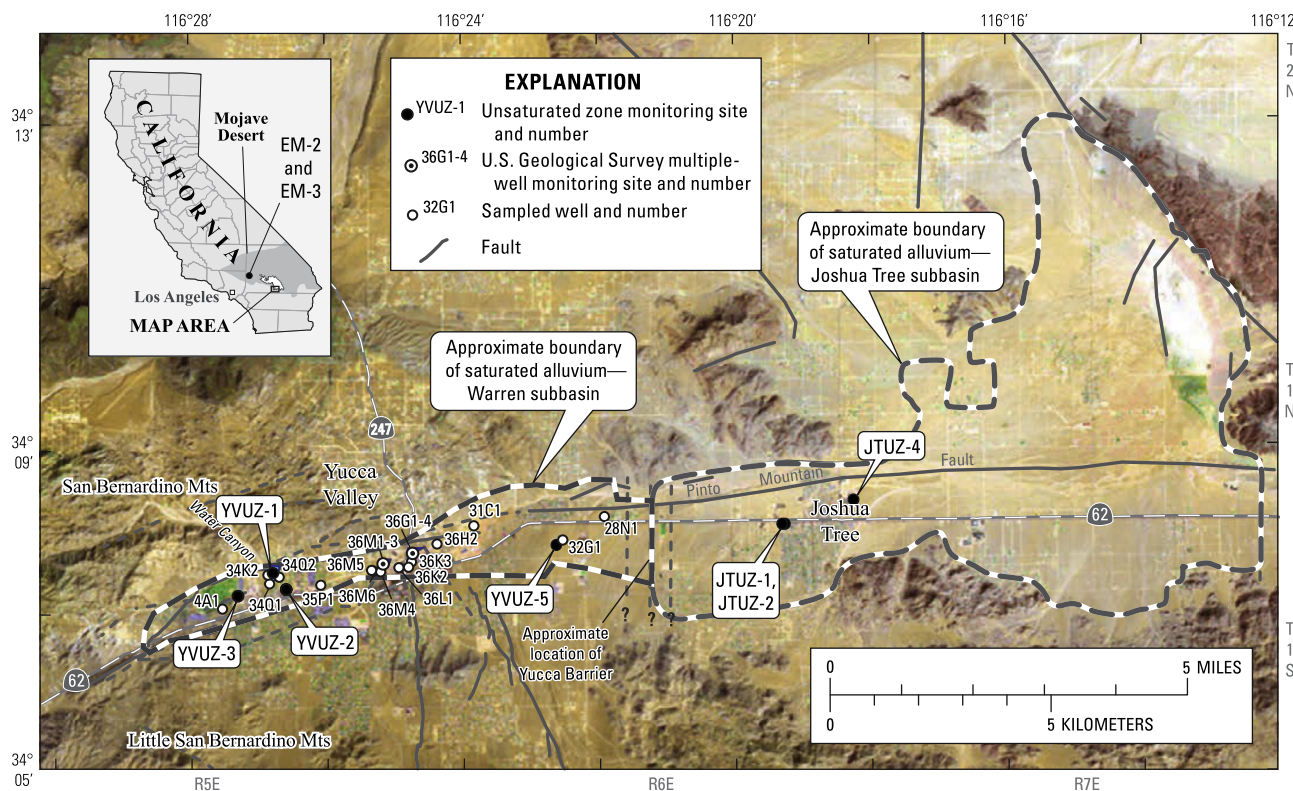 116°28′ 116°24′ 116°20′ 116°16′ 116°12
34°
13′
34°
09′
34°
05′
T
2
N
T
1
N
T
1
S
R5E R6E R7E
CALIFORNIA
Mojave
Desert
EM-2
and
EM-3
Los Angeles
MAP AREA
EXPLANATION
YVUZ-1 Unsaturated zone monitoring site
and number
36G1-4 U.S. Geological Survey multiple-
well monitoring site and number
32G1 Sampled well and number
Fault
Approximate boundary
of saturated alluvium—
Joshua Tree subbasin
Approximate boundary
of saturated alluvium—
Warren subbasin
247
JTUZ-4
Pinto Mountain Fault
Yucca
Valley
San Bernardino Mts
Water Canyon
YVUZ-1
36G1-4
31C1
28N1
Joshua
Tree
62
36M1-3
36H2
32G1
34K2
34Q2
36M5
36K3
36K2
JTUZ-1,
JTUZ-2
4A1
34Q1
35P1
36M6
36M4
36L1
YVUZ-5
YVUZ-3
YVUZ-2
? ? ?
Approximate
location of
Yucca Barrier
62
Little San Bernardino Mts
0 5 MILES
0 5 KILOMETERS